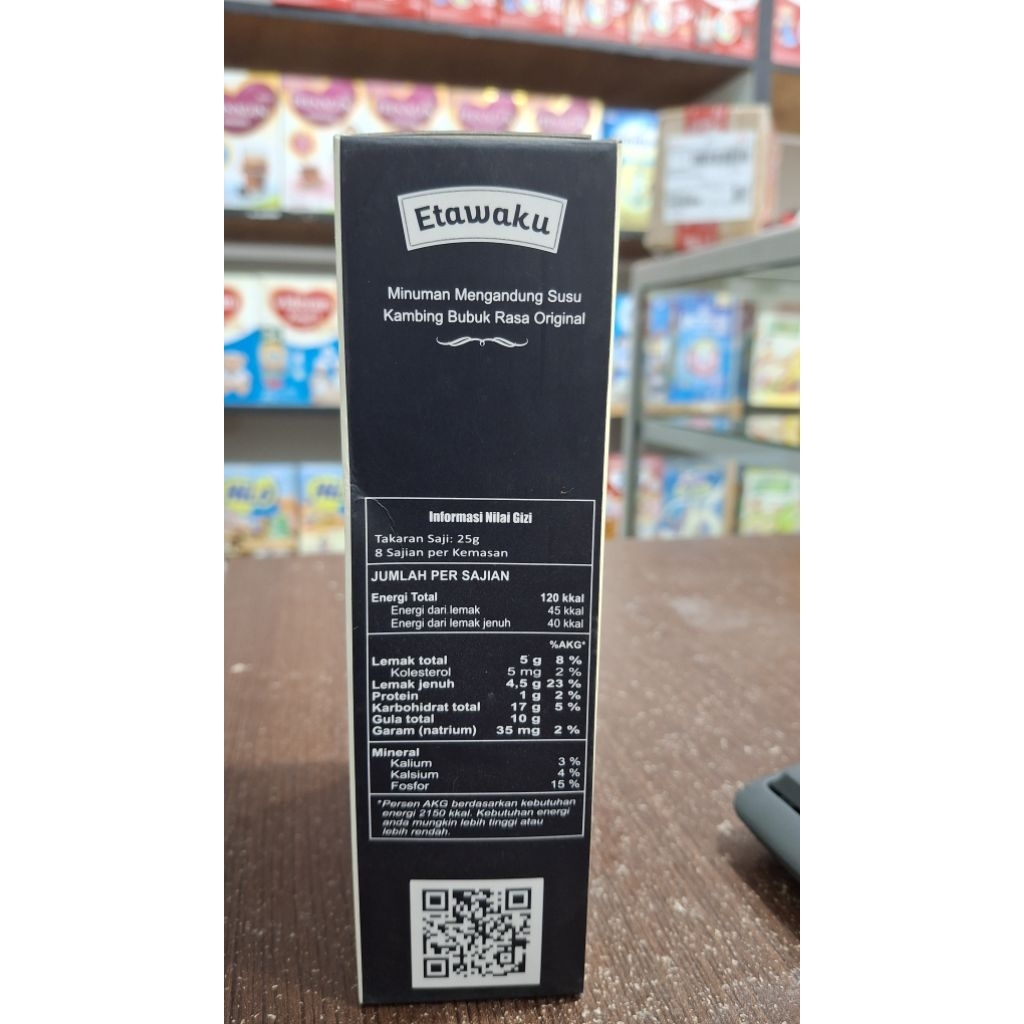 Etawaku
Minuman Mengandung Susu
Kambing Bubuk Rasa Original
Informasi Nilai Gizi
Takaran Saji: 25g
8 Sajian per Kemasan
JUMLAH PER SAJIAN
Energi Total 120 kkal
Energi dari lemak 45 kkal
Energi dari lemak jenuh 40 kkal
%AKG*
Lemak total 5 g 8 %
Kolesterol 5 mg 2 %
Lemak jenuh 4,5 g 23 %
Protein 1 g 2 %
Karbohidrat total 17 g 5 %
Gula total 10 g
Garam (natrium) 35 mg 2 %
Mineral
Kalium 3 %
Kalsium 4 %
Fosfor 15 %
*Persen AKG berdasarkan kebutuhan
energi 2150 kkal. Kebutuhan energi
anda mungkin lebih tinggi atau
lebih rendah.